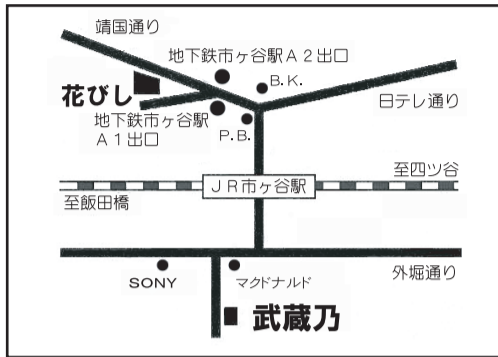 靖国通り
地下鉄市ヶ谷駅Ａ２出口
B.K.
花びし
日テレ通り
地下鉄市ヶ谷駅
Ａ１出口
P.B.
至四ツ谷
ＪＲ市ヶ谷駅
至飯田橋
外堀通り
SONY
マクドナルド
武蔵乃